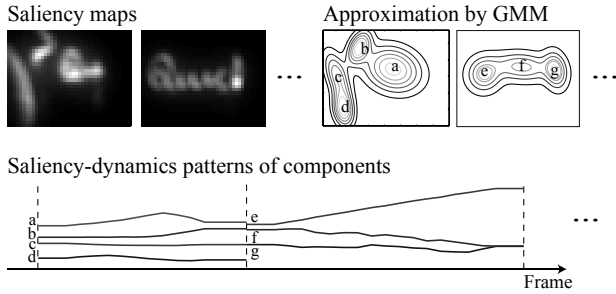 Saliency maps
Approximation by GMM
...
b
a
c
d
e
f
g
...
Saliency-dynamics patterns of components
a
b
c
d
e
f
g
...
Frame